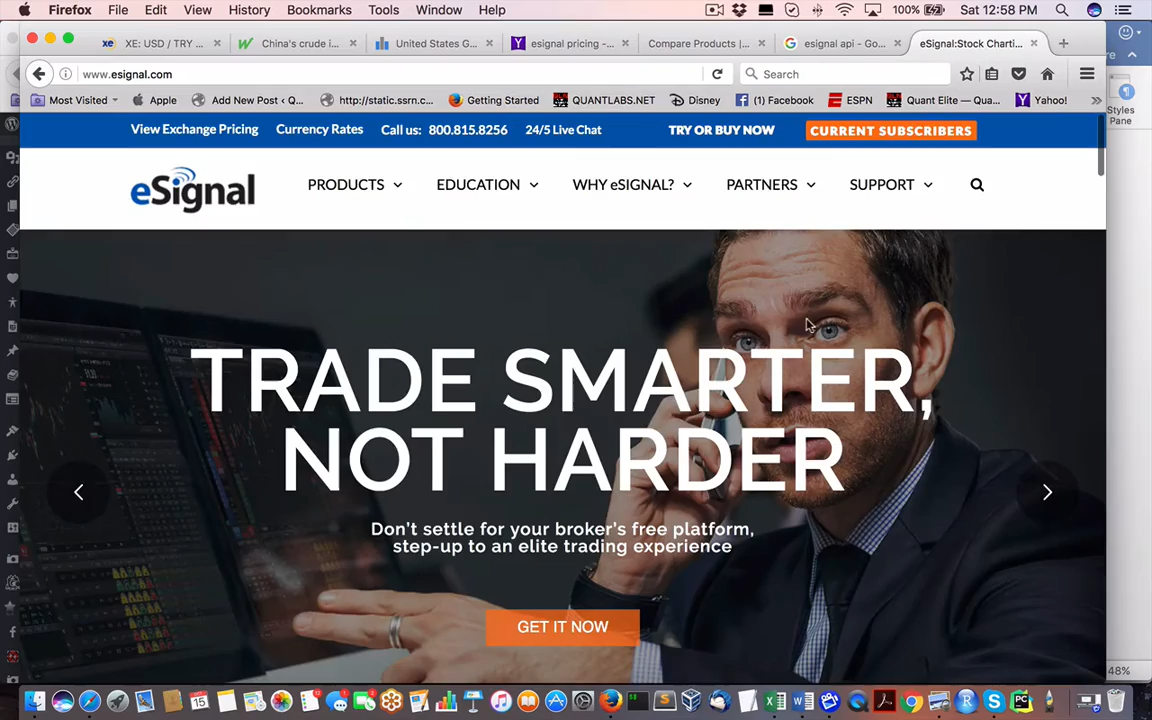 Firefox File Edit View History Bookmarks Tools Window Help 100% Sat 12:58 PM
XE: USD / TRY ... China's crude i... United States G... esignal pricing -... Compare Products |... esignal api - Go... eSignal:Stock Charti...
www.esignal.com Search
Most Visited Apple Add New Post ‹ Q... http://static.ssrn.c... Getting Started QUANTLABS.NET Disney (1) Facebook ESPN Quant Elite — Qua... Yahoo!
Styles
Pane
View Exchange Pricing Currency Rates Call us: 800.815.8256 24/5 Live Chat TRY OR BUY NOW CURRENT SUBSCRIBERS
eSignal PRODUCTS EDUCATION WHY eSIGNAL? PARTNERS SUPPORT
TRADE SMARTER,
NOT HARDER
Don't settle for your broker's free platform,
step-up to an elite trading experience
GET IT NOW
48%